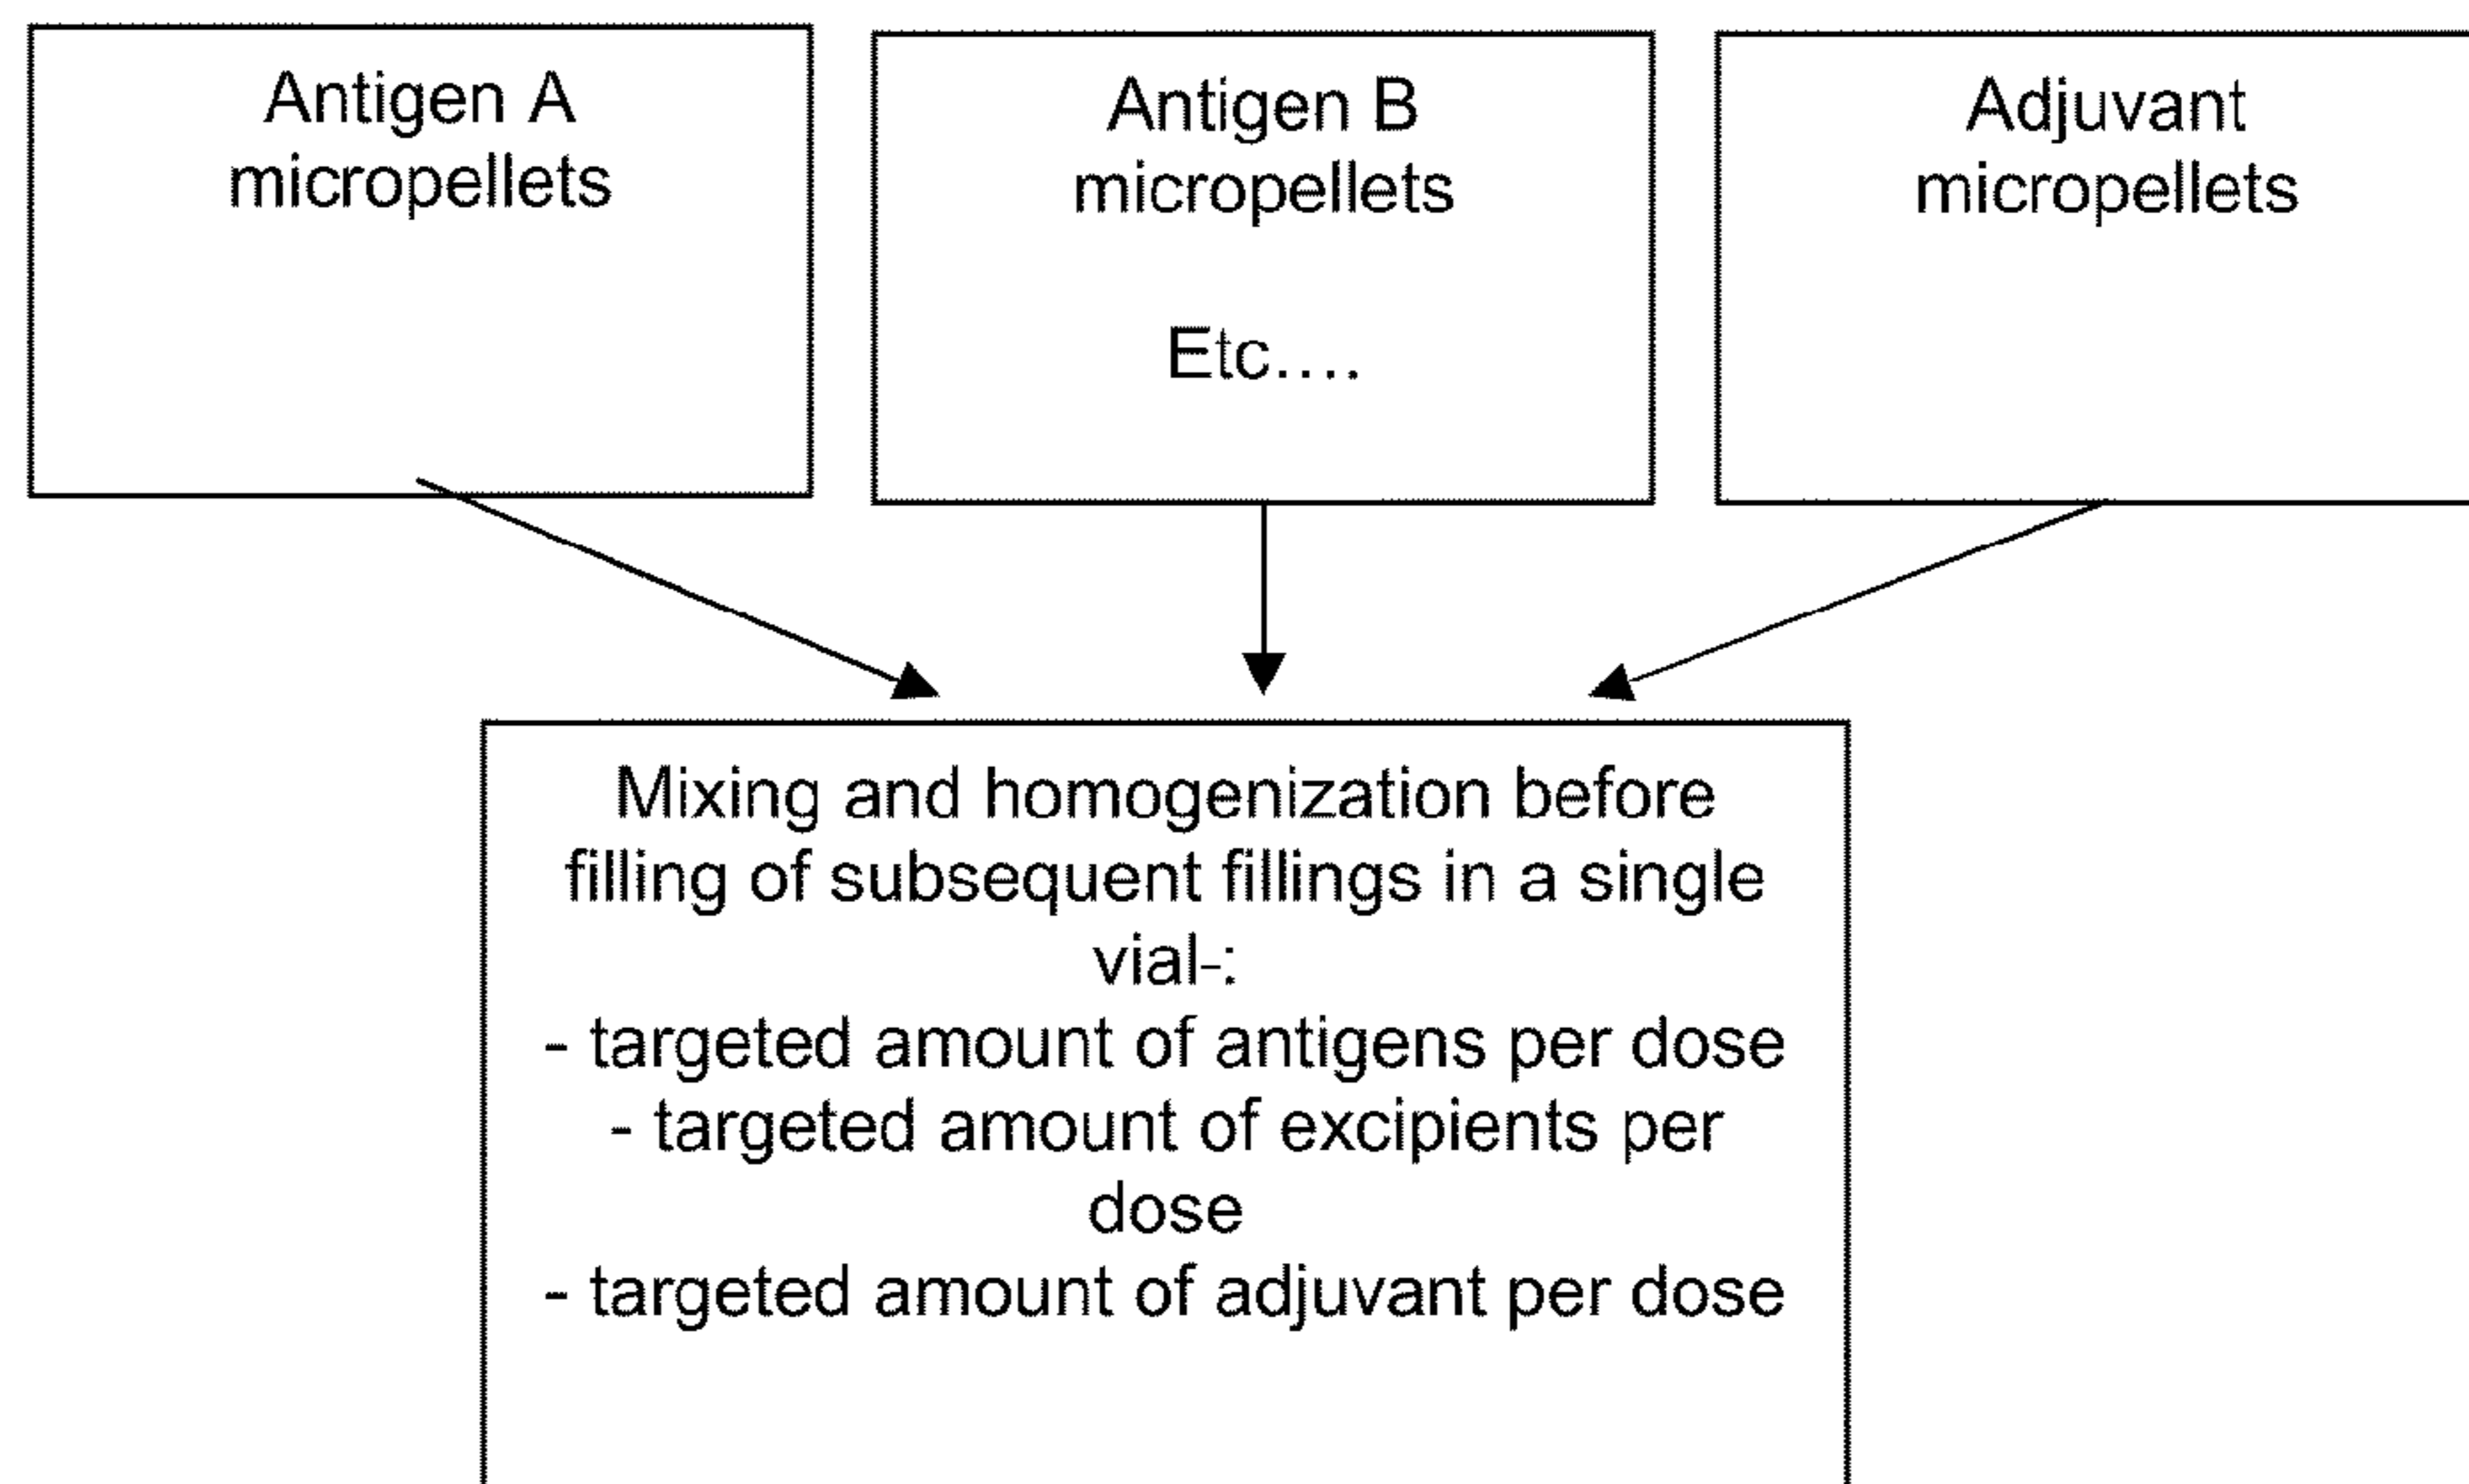 Antigen A
micropellets
Antigen B
micropellets
Etc....
Adjuvant
micropellets
Mixing and homogenization before
filling of subsequent fillings in a single
vial-:
- targeted amount of antigens per dose
- targeted amount of excipients per
dose
- targeted amount of adjuvant per dose